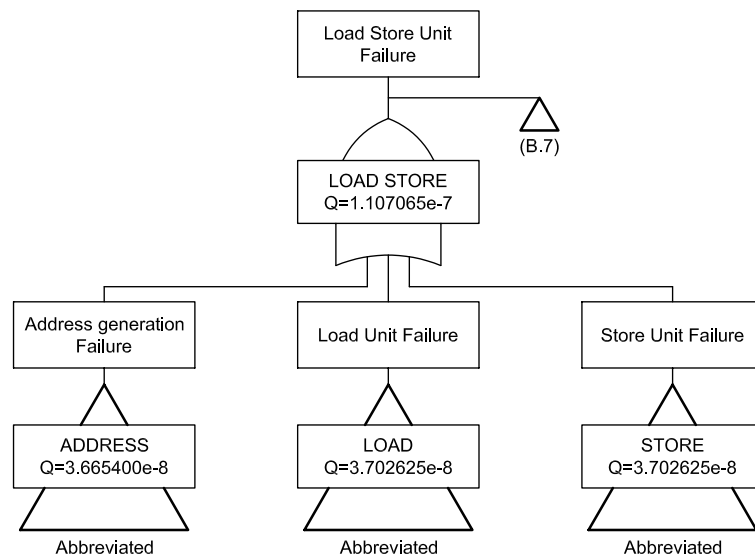 Load Store Unit
Failure
(B.7)
LOAD STORE
Q=1.107065e-7
Address generation
Failure
Load Unit Failure
Store Unit Failure
ADDRESS
Q=3.665400e-8
LOAD
Q=3.702625e-8
STORE
Q=3.702625e-8
Abbreviated
Abbreviated
Abbreviated